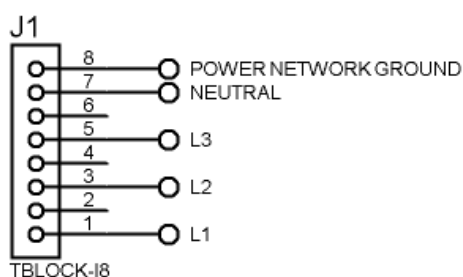 J1
8 POWER NETWORK GROUND
7 NEUTRAL
6
5 L3
4
3 L2
2
1 L1
TBLOCK-I8